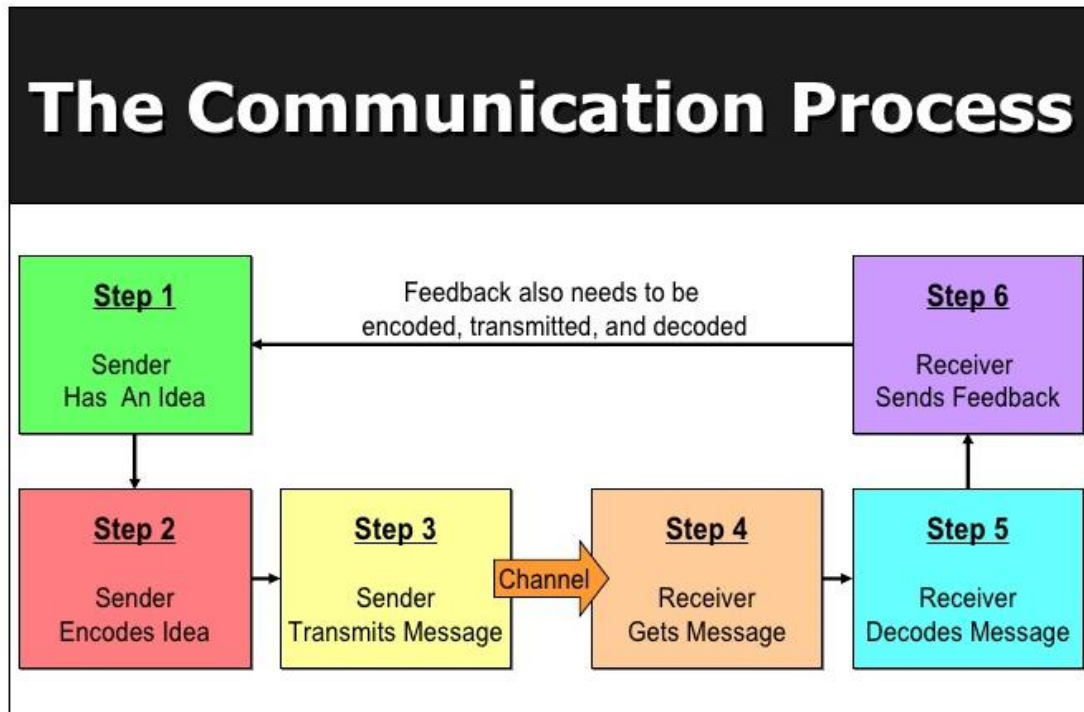 The Communication Process
Step 1
Sender
Has An Idea
Feedback also needs to be
encoded, transmitted, and decoded
Step 6
Receiver
Sends Feedback
Step 2
Sender
Encodes Idea
Step 3
Sender
Transmits Message
Channel
Step 4
Receiver
Gets Message
Step 5
Receiver
Decodes Message